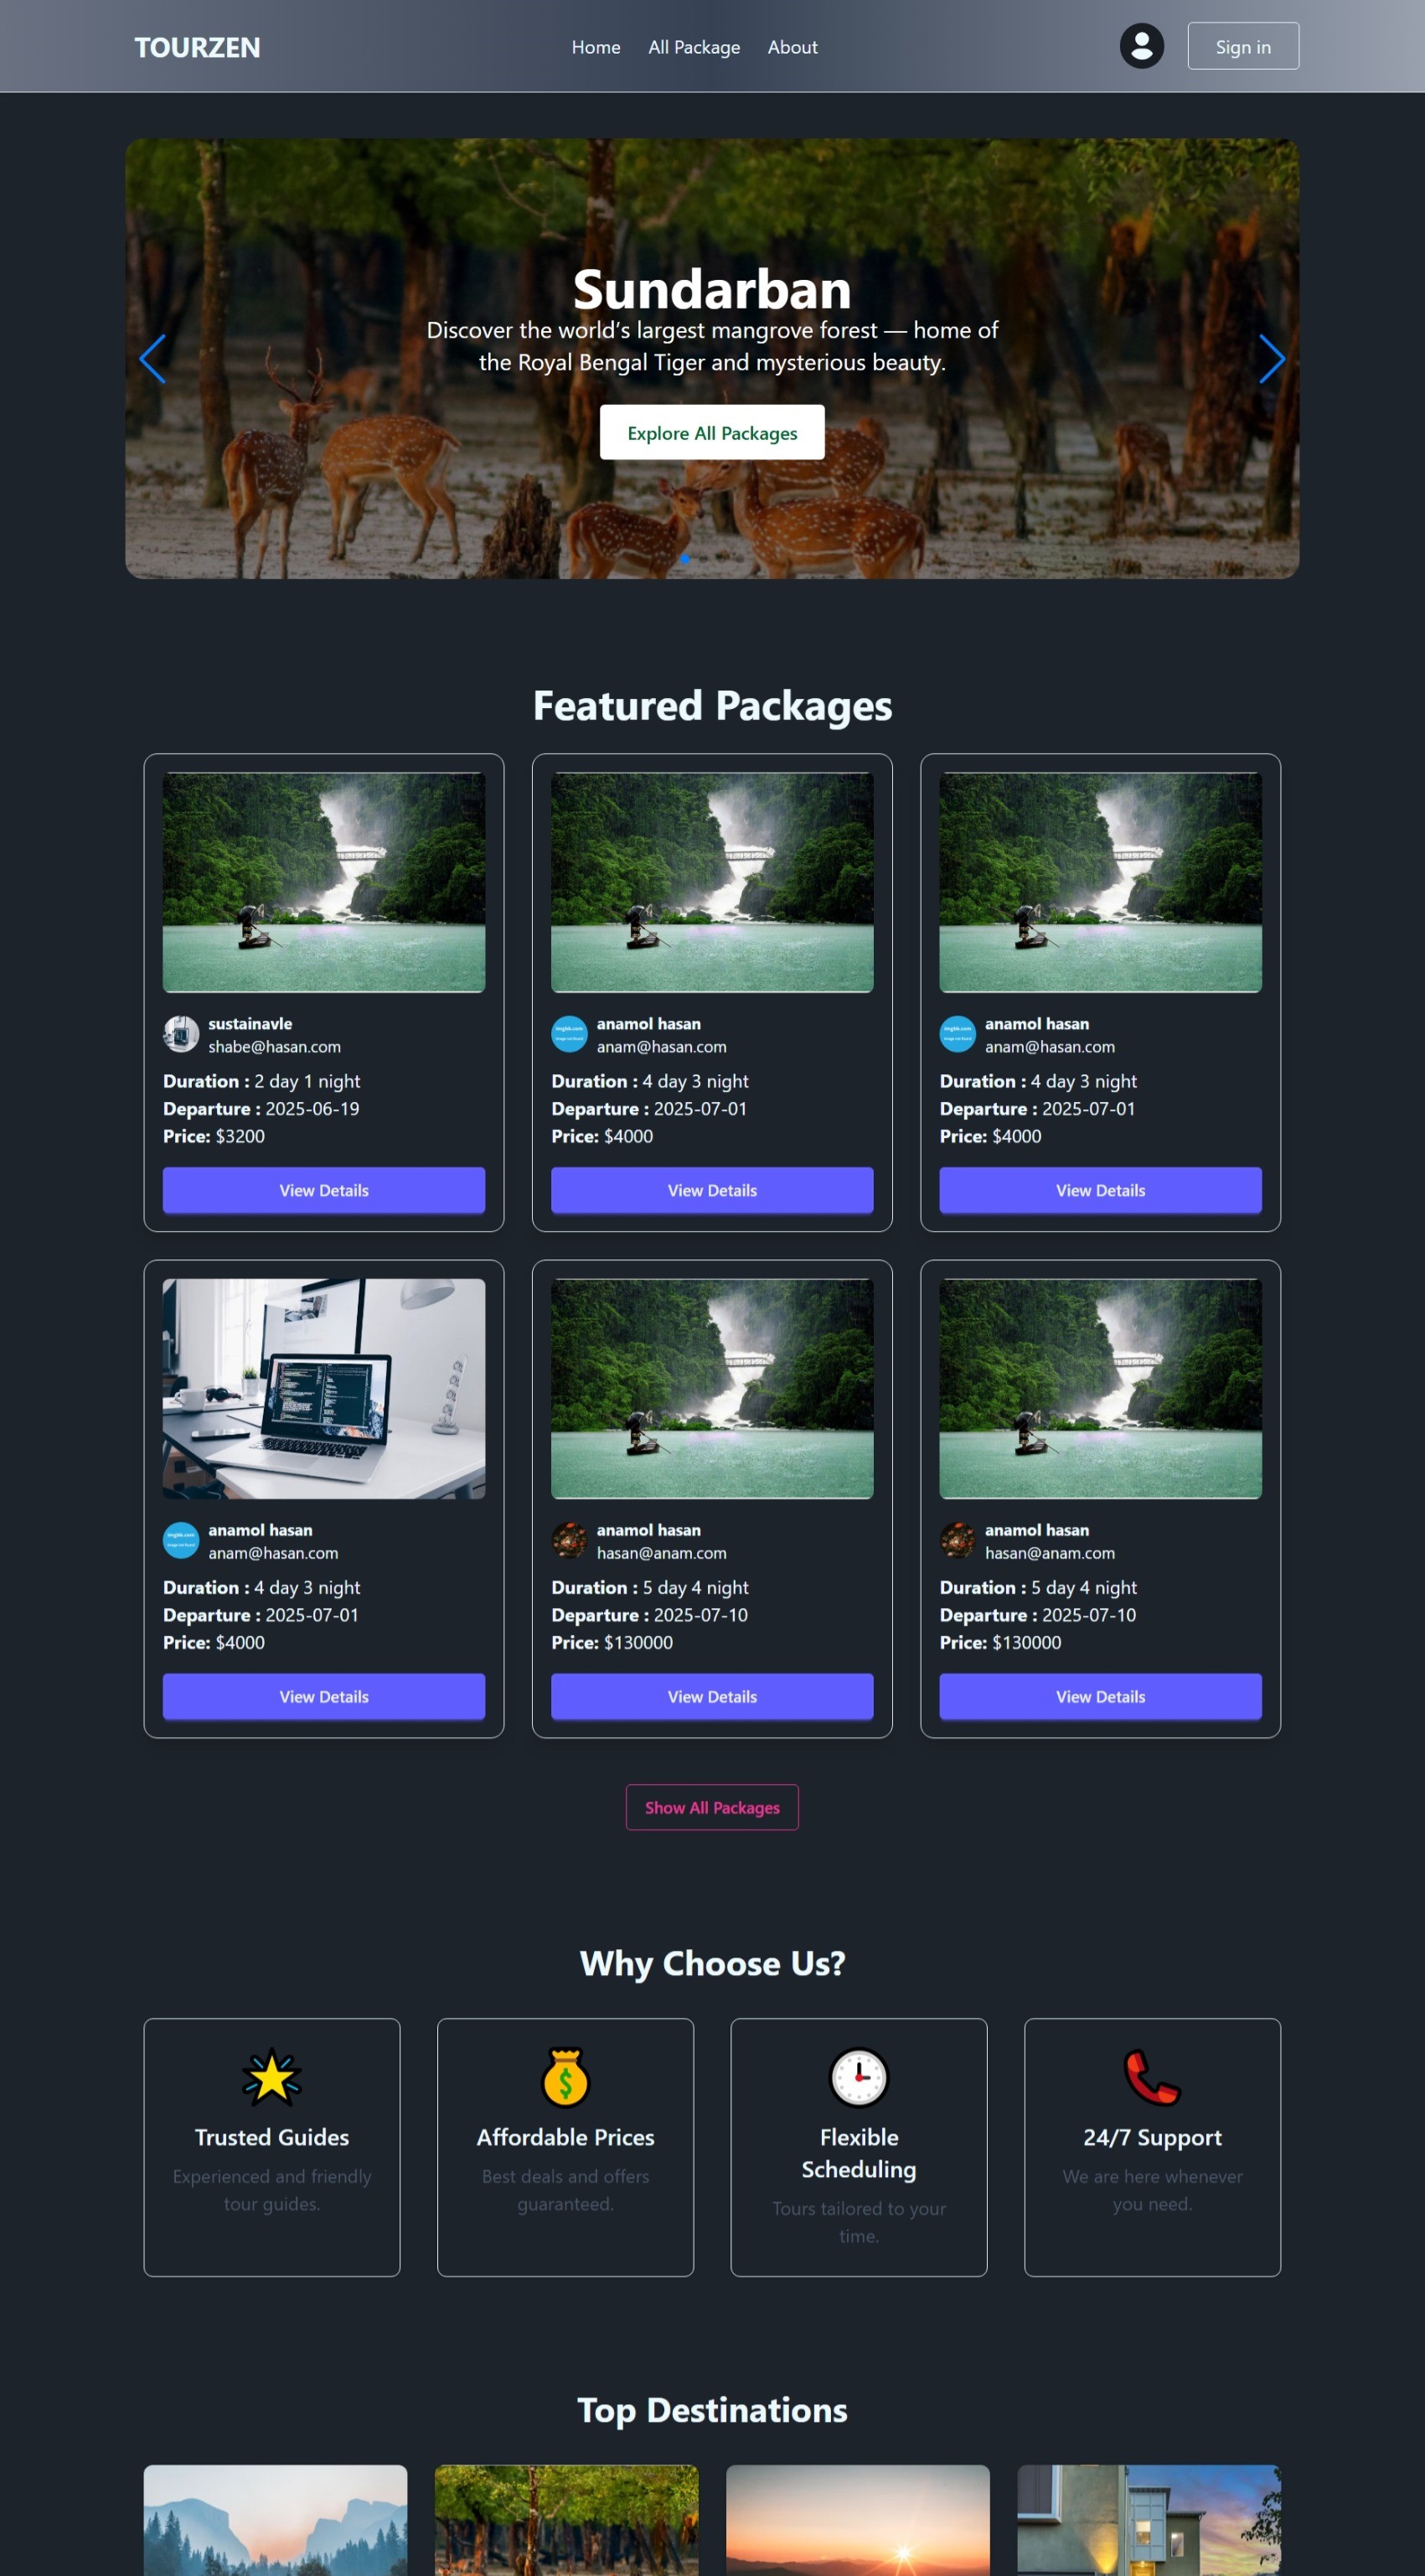 TOURZEN
Home All Package About
Sign in
Sundarban
Discover the world's largest mangrove forest — home of
the Royal Bengal Tiger and mysterious beauty.
Explore All Packages
Featured Packages
sustainavle
shabe@hasan.com
Duration : 2 day 1 night
Departure : 2025-06-19
Price: $3200
View Details
anamol hasan
anam@hasan.com
Duration : 4 day 3 night
Departure : 2025-07-01
Price: $4000
View Details
anamol hasan
anam@hasan.com
Duration : 4 day 3 night
Departure : 2025-07-01
Price: $4000
View Details
anamol hasan
anam@hasan.com
Duration : 4 day 3 night
Departure : 2025-07-01
Price: $4000
View Details
anamol hasan
hasan@anam.com
Duration : 5 day 4 night
Departure : 2025-07-10
Price: $130000
View Details
anamol hasan
hasan@anam.com
Duration : 5 day 4 night
Departure : 2025-07-10
Price: $130000
View Details
Show All Packages
Why Choose Us?
Trusted Guides
Experienced and friendly
tour guides.
Affordable Prices
Best deals and offers
guaranteed.
Flexible
Scheduling
Tours tailored to your
time.
24/7 Support
We are here whenever
you need.
Top Destinations